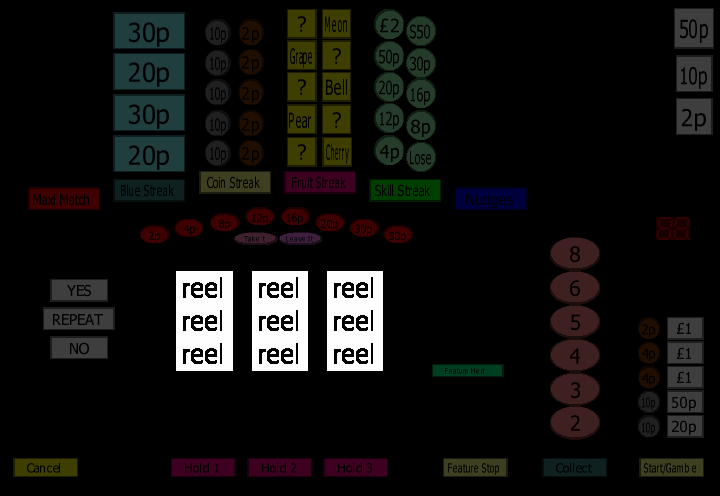 30p
20p
30p
20p
10p 2p
10p 2p
10p 2p
10p 2p
10p 2p
? Meon
Grape ?
? Bell
Pear ?
? Cherry
£2 S50
50p 30p
20p 16p
12p 8p
4p Lose
50p
10p
2p
Maxi Match
Blue Streak
Coin Streak
Fruit Streak
Skill Streak
Nudges
2p 4p 8p 12p 16p 20p 30p 50p
Take It Leave It
YES
REPEAT
NO
reel reel reel
reel reel reel
reel reel reel
8
6
5
4
3
2
Feature Held
2p £1
4p £1
4p £1
10p 50p
10p 20p
Cancel
Hold 1
Hold 2
Hold 3
Feature Stop
Collect
Start/Gamble